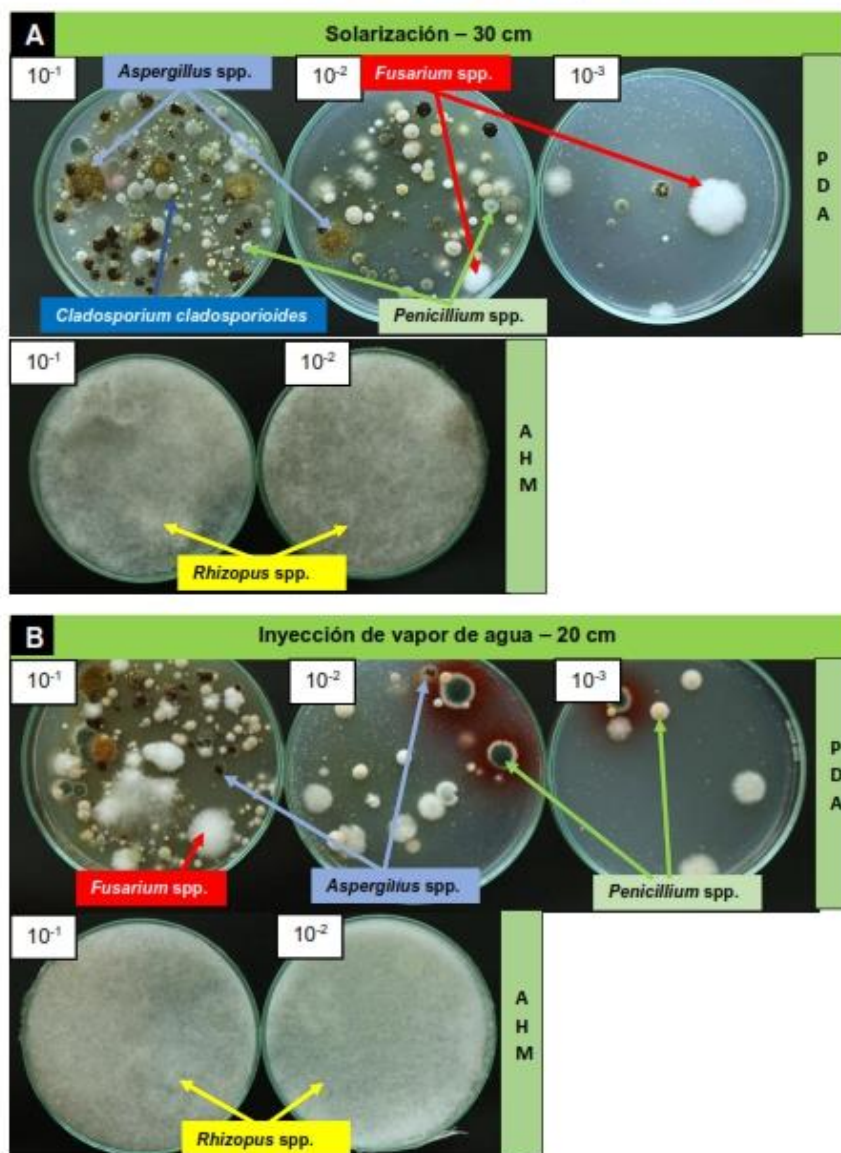 A
Solarización – 30 cm
10⁻¹
Aspergillus spp.
10⁻²
Fusarium spp.
10⁻³
P
D
A
Cladosporium cladosporioides
Penicillium spp.
10⁻¹
10⁻²
A
H
M
Rhizopus spp.
B
Inyección de vapor de agua – 20 cm
10⁻¹
10⁻²
10⁻³
P
D
A
Fusarium spp.
Aspergilius spp.
Penicillium spp.
10⁻¹
10⁻²
A
H
M
Rhizopus spp.